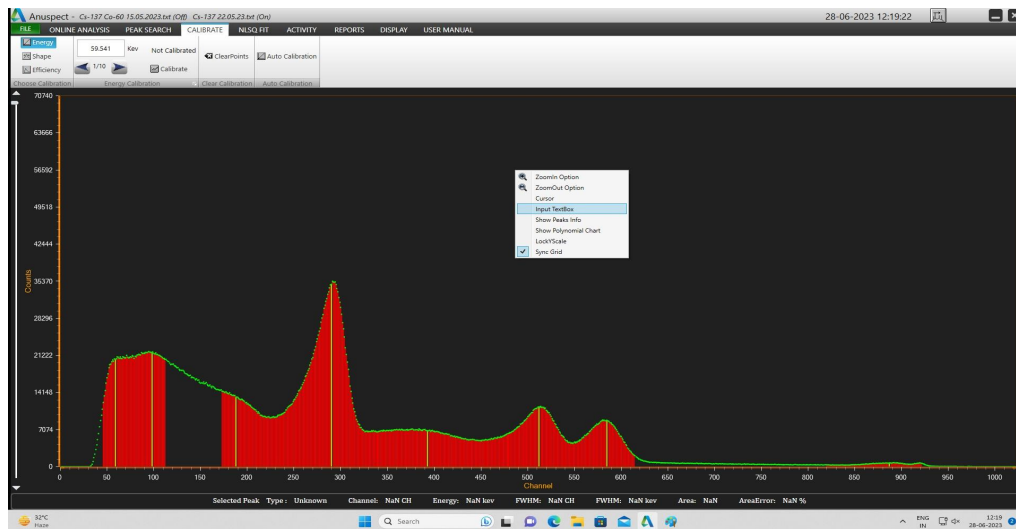 Anuspect - Cs-137 Co-60 15.05.2023.txt (Off) Cs-137 22.05.23.txt (On) 28-06-2023 12:19:22
FILE ONLINE ANALYSIS PEAK SEARCH CALIBRATE NLSQ FIT ACTIVITY REPORTS DISPLAY USER MANUAL
Energy 59.541 Kev Not Calibrated
ClearPoints Auto Calibration
Shape
1/10 Calibrate
Efficiency
Choose Calibration Energy Calibration Clear Calibration Auto Calibration
70740
63666
56592
49518
42444
35370
28296
21222
14148
7074
0
Counts
ZoomIn Option
ZoomOut Option
Cursor
Input TextBox
Show Peaks Info
Show Polynomial Chart
LockYScale
Sync Grid
0 50 100 150 200 250 300 350 400 450 500 550 600 650 700 750 800 850 900 950 1000
Channel
Selected Peak Type : Unknown Channel: NaN CH Energy: NaN kev FWHM: NaN CH FWHM: NaN kev Area: NaN AreaError: NaN %
32°C
Haze
Search
ENG
IN
12:19
28-06-2023